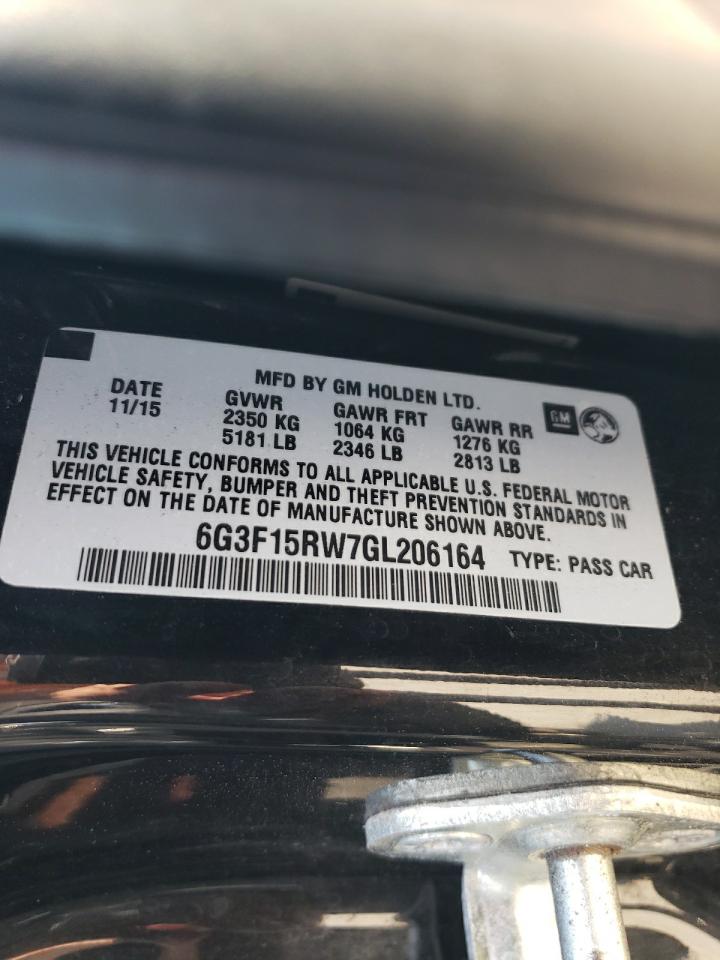 MFD BY GM HOLDEN LTD.
DATE GVWR GAWR FRT GAWR RR GM
11/15 2350 KG 1064 KG 1276 KG
5181 LB 2346 LB 2813 LB
THIS VEHICLE CONFORMS TO ALL APPLICABLE U.S. FEDERAL MOTOR
VEHICLE SAFETY, BUMPER AND THEFT PREVENTION STANDARDS IN
EFFECT ON THE DATE OF MANUFACTURE SHOWN ABOVE.
6G3F15RW7GL206164 TYPE: PASS CAR